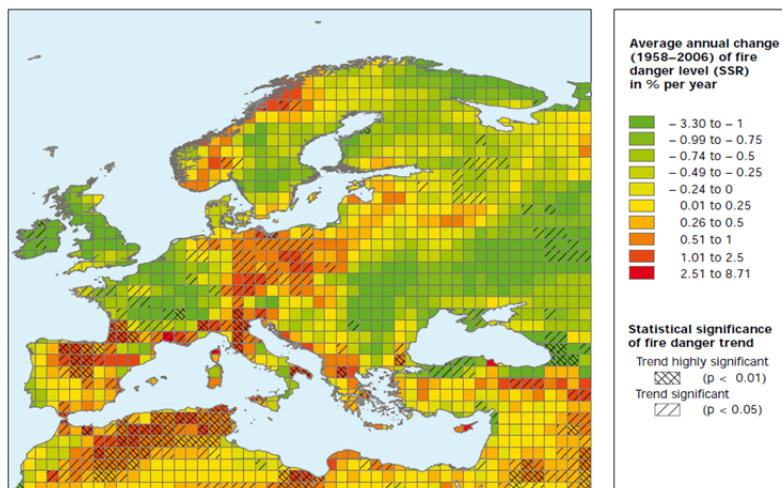 Average annual change
(1958–2006) of fire
danger level (SSR)
in % per year
– 3.30 to – 1
– 0.99 to – 0.75
– 0.74 to – 0.5
– 0.49 to – 0.25
– 0.24 to 0
0.01 to 0.25
0.26 to 0.5
0.51 to 1
1.01 to 2.5
2.51 to 8.71
Statistical significance
of fire danger trend
Trend highly significant
(p < 0.01)
Trend significant
(p < 0.05)